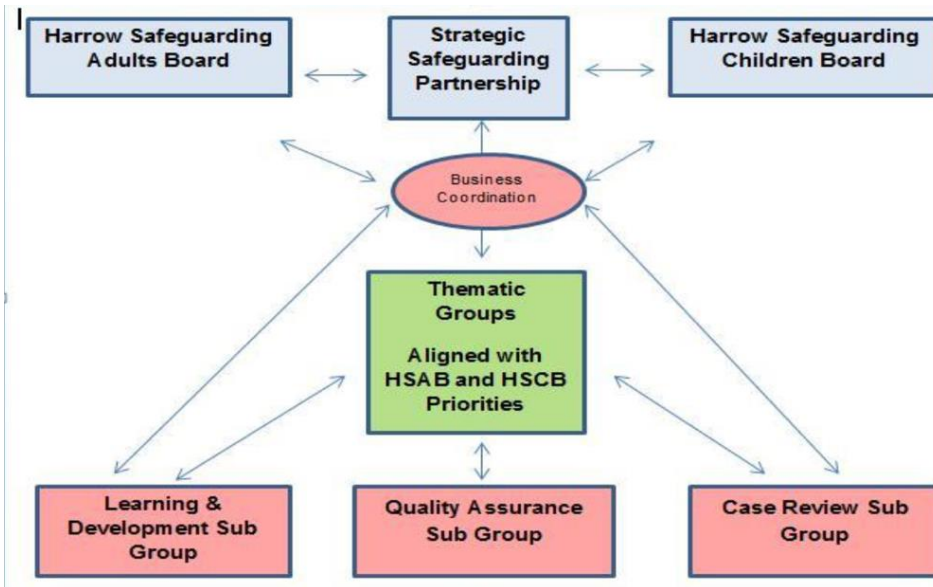 Harrow Safeguarding
Adults Board
Strategic
Safeguarding
Partnership
Harrow Safeguarding
Children Board
Business
Coordination
Thematic
Groups
Aligned with
HSAB and HSCB
Priorities
Learning &
Development Sub
Group
Quality Assurance
Sub Group
Case Review Sub
Group